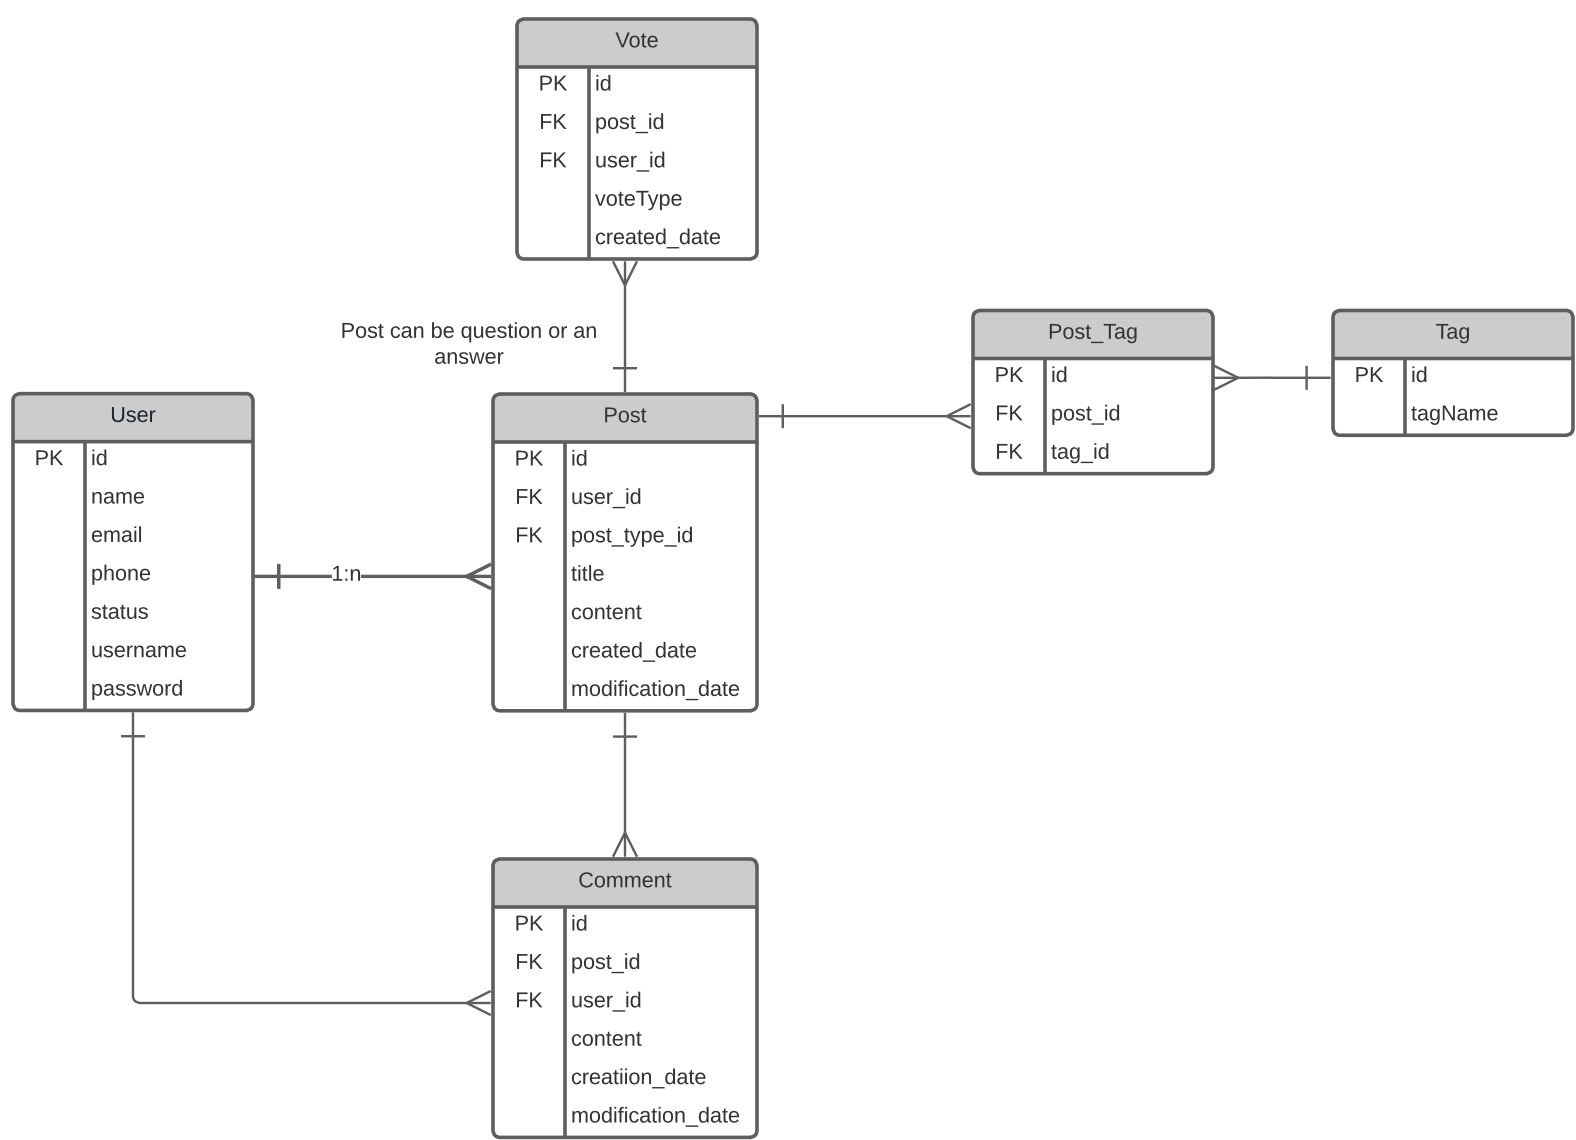 Vote
PK id
FK post_id
FK user_id
voteType
created_date
Post can be question or an
answer
User
PK id
name
email
phone
status
username
password
1:n
Post
PK id
FK user_id
FK post_type_id
title
content
created_date
modification_date
Post_Tag
PK id
FK post_id
FK tag_id
Tag
PK id
tagName
Comment
PK id
FK post_id
FK user_id
content
creatiion_date
modification_date